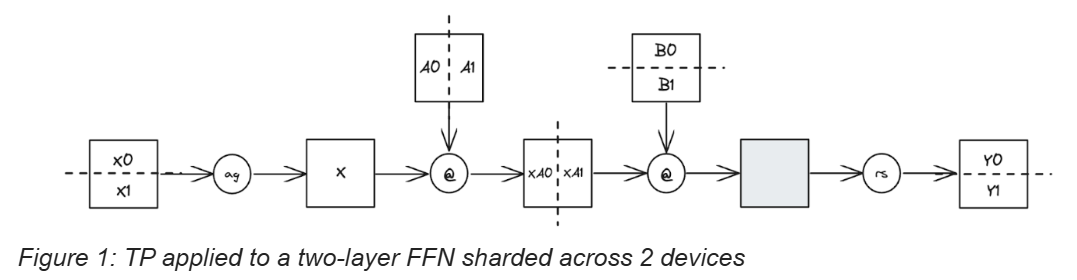 A0 A1
B0
B1
x0
x1
ag
x
@
xA0 xA1
@
rs
Y0
Y1
Figure 1: TP applied to a two-layer FFN sharded across 2 devices